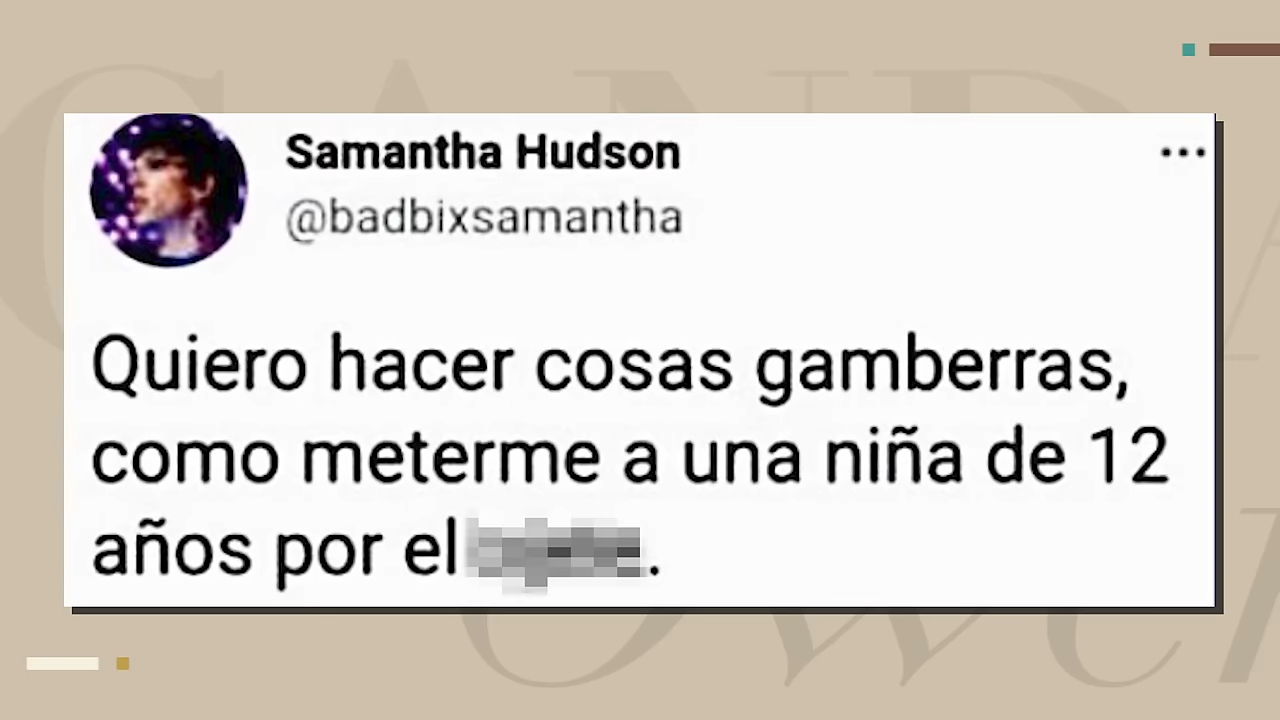 Samantha Hudson
@badbixsamantha
Quiero hacer cosas gamberras,
como meterme a una niña de 12
años por el .